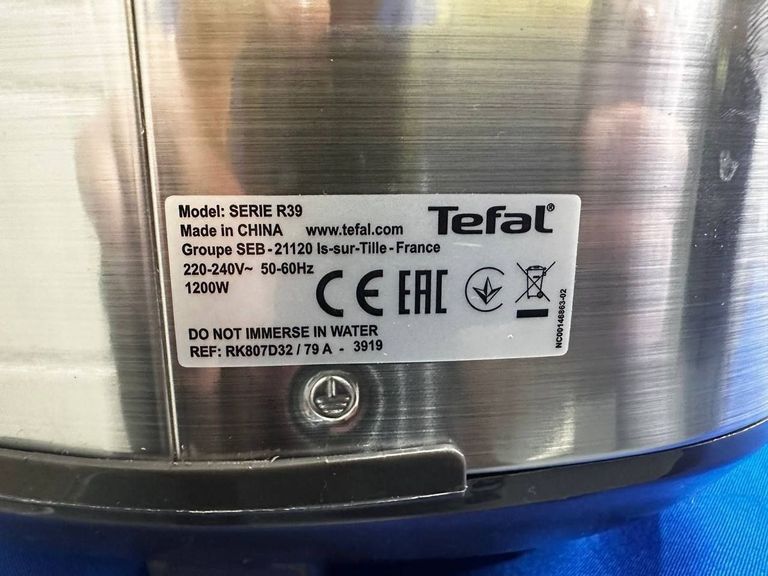 Model: SERIE R39
Tefal
Made in CHINA www.tefal.com
Groupe SEB - 21120 Is-sur-Tille - France
220-240V~ 50-60Hz
1200W
CE EAC
DO NOT IMMERSE IN WATER
REF: RK807D32 / 79 A - 3919
NC00146863-02